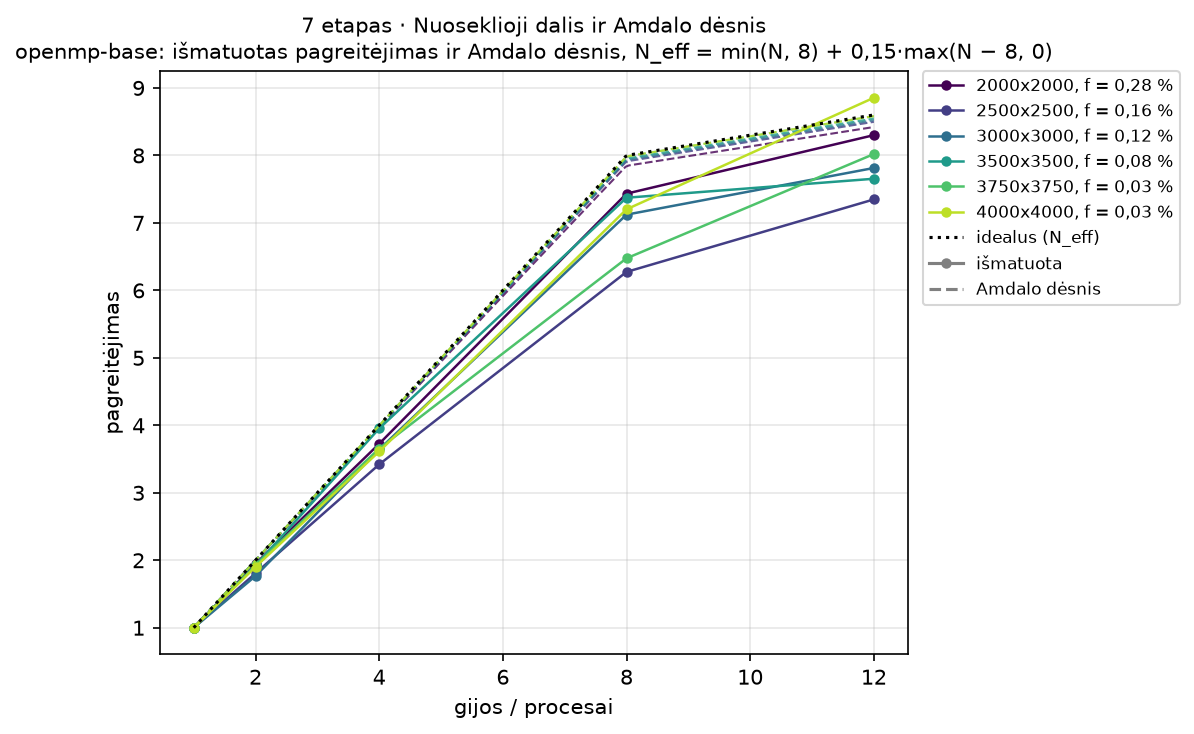 7 etapas · Nuoseklioji dalis ir Amdalo dėsnis
openmp-base: išmatuotas pagreitėjimas ir Amdalo dėsnis, N_eff = min(N, 8) + 0,15·max(N − 8, 0)
9
8
7
6
5
4
3
2
1
pagreitėjimas
2
4
6
8
10
12
gijos / procesai
2000x2000, f = 0,28 %
2500x2500, f = 0,16 %
3000x3000, f = 0,12 %
3500x3500, f = 0,08 %
3750x3750, f = 0,03 %
4000x4000, f = 0,03 %
idealus (N_eff)
išmatuota
Amdalo dėsnis